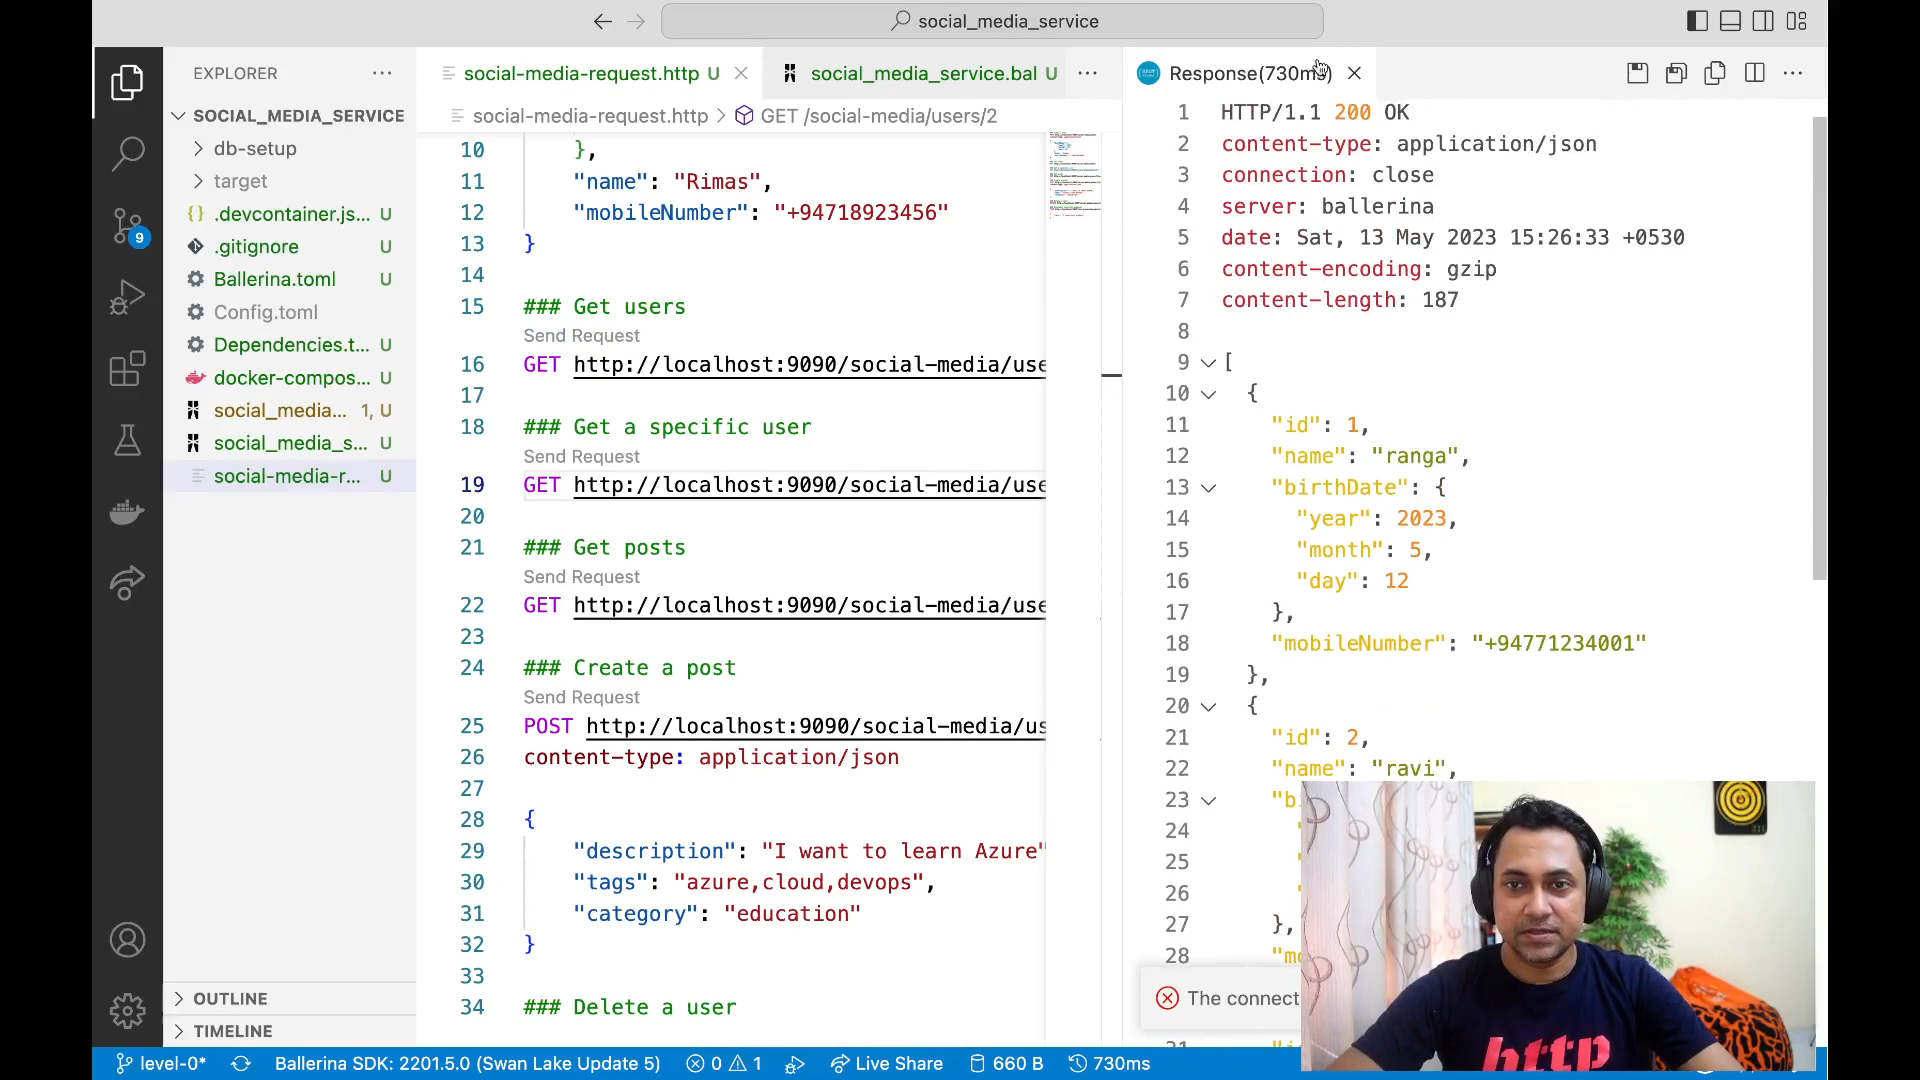 social_media_service
EXPLORER
SOCIAL_MEDIA_SERVICE
db-setup
target
.devcontainer.js... U
.gitignore U
Ballerina.toml U
Config.toml
Dependencies.t... U
docker-compos... U
social_media... 1, U
social_media_s... U
social-media-r... U
OUTLINE
TIMELINE
9
social-media-request.http U
social_media_service.bal U
social-media-request.http > GET /social-media/users/2
10 },
11 "name": "Rimas",
12 "mobileNumber": "+94718923456"
13 }
14
15 ### Get users
Send Request
16 GET http://localhost:9090/social-media/use
17
18 ### Get a specific user
Send Request
19 GET http://localhost:9090/social-media/use
20
21 ### Get posts
Send Request
22 GET http://localhost:9090/social-media/use
23
24 ### Create a post
Send Request
25 POST http://localhost:9090/social-media/us
26 content-type: application/json
27
28 {
29 "description": "I want to learn Azure"
30 "tags": "azure,cloud,devops",
31 "category": "education"
32 }
33
34 ### Delete a user
Response(730ms)
1 HTTP/1.1 200 OK
2 content-type: application/json
3 connection: close
4 server: ballerina
5 date: Sat, 13 May 2023 15:26:33 +0530
6 content-encoding: gzip
7 content-length: 187
8
9 [
10 {
11 "id": 1,
12 "name": "ranga",
13 "birthDate": {
14 "year": 2023,
15 "month": 5,
16 "day": 12
17 },
18 "mobileNumber": "+94771234001"
19 },
20 {
21 "id": 2,
22 "name": "ravi",
23 "bi
24 "
25
26
27 },
28 "mo
The connect
http
level-0* Ballerina SDK: 2201.5.0 (Swan Lake Update 5) 0 1 Live Share 660 B 730ms